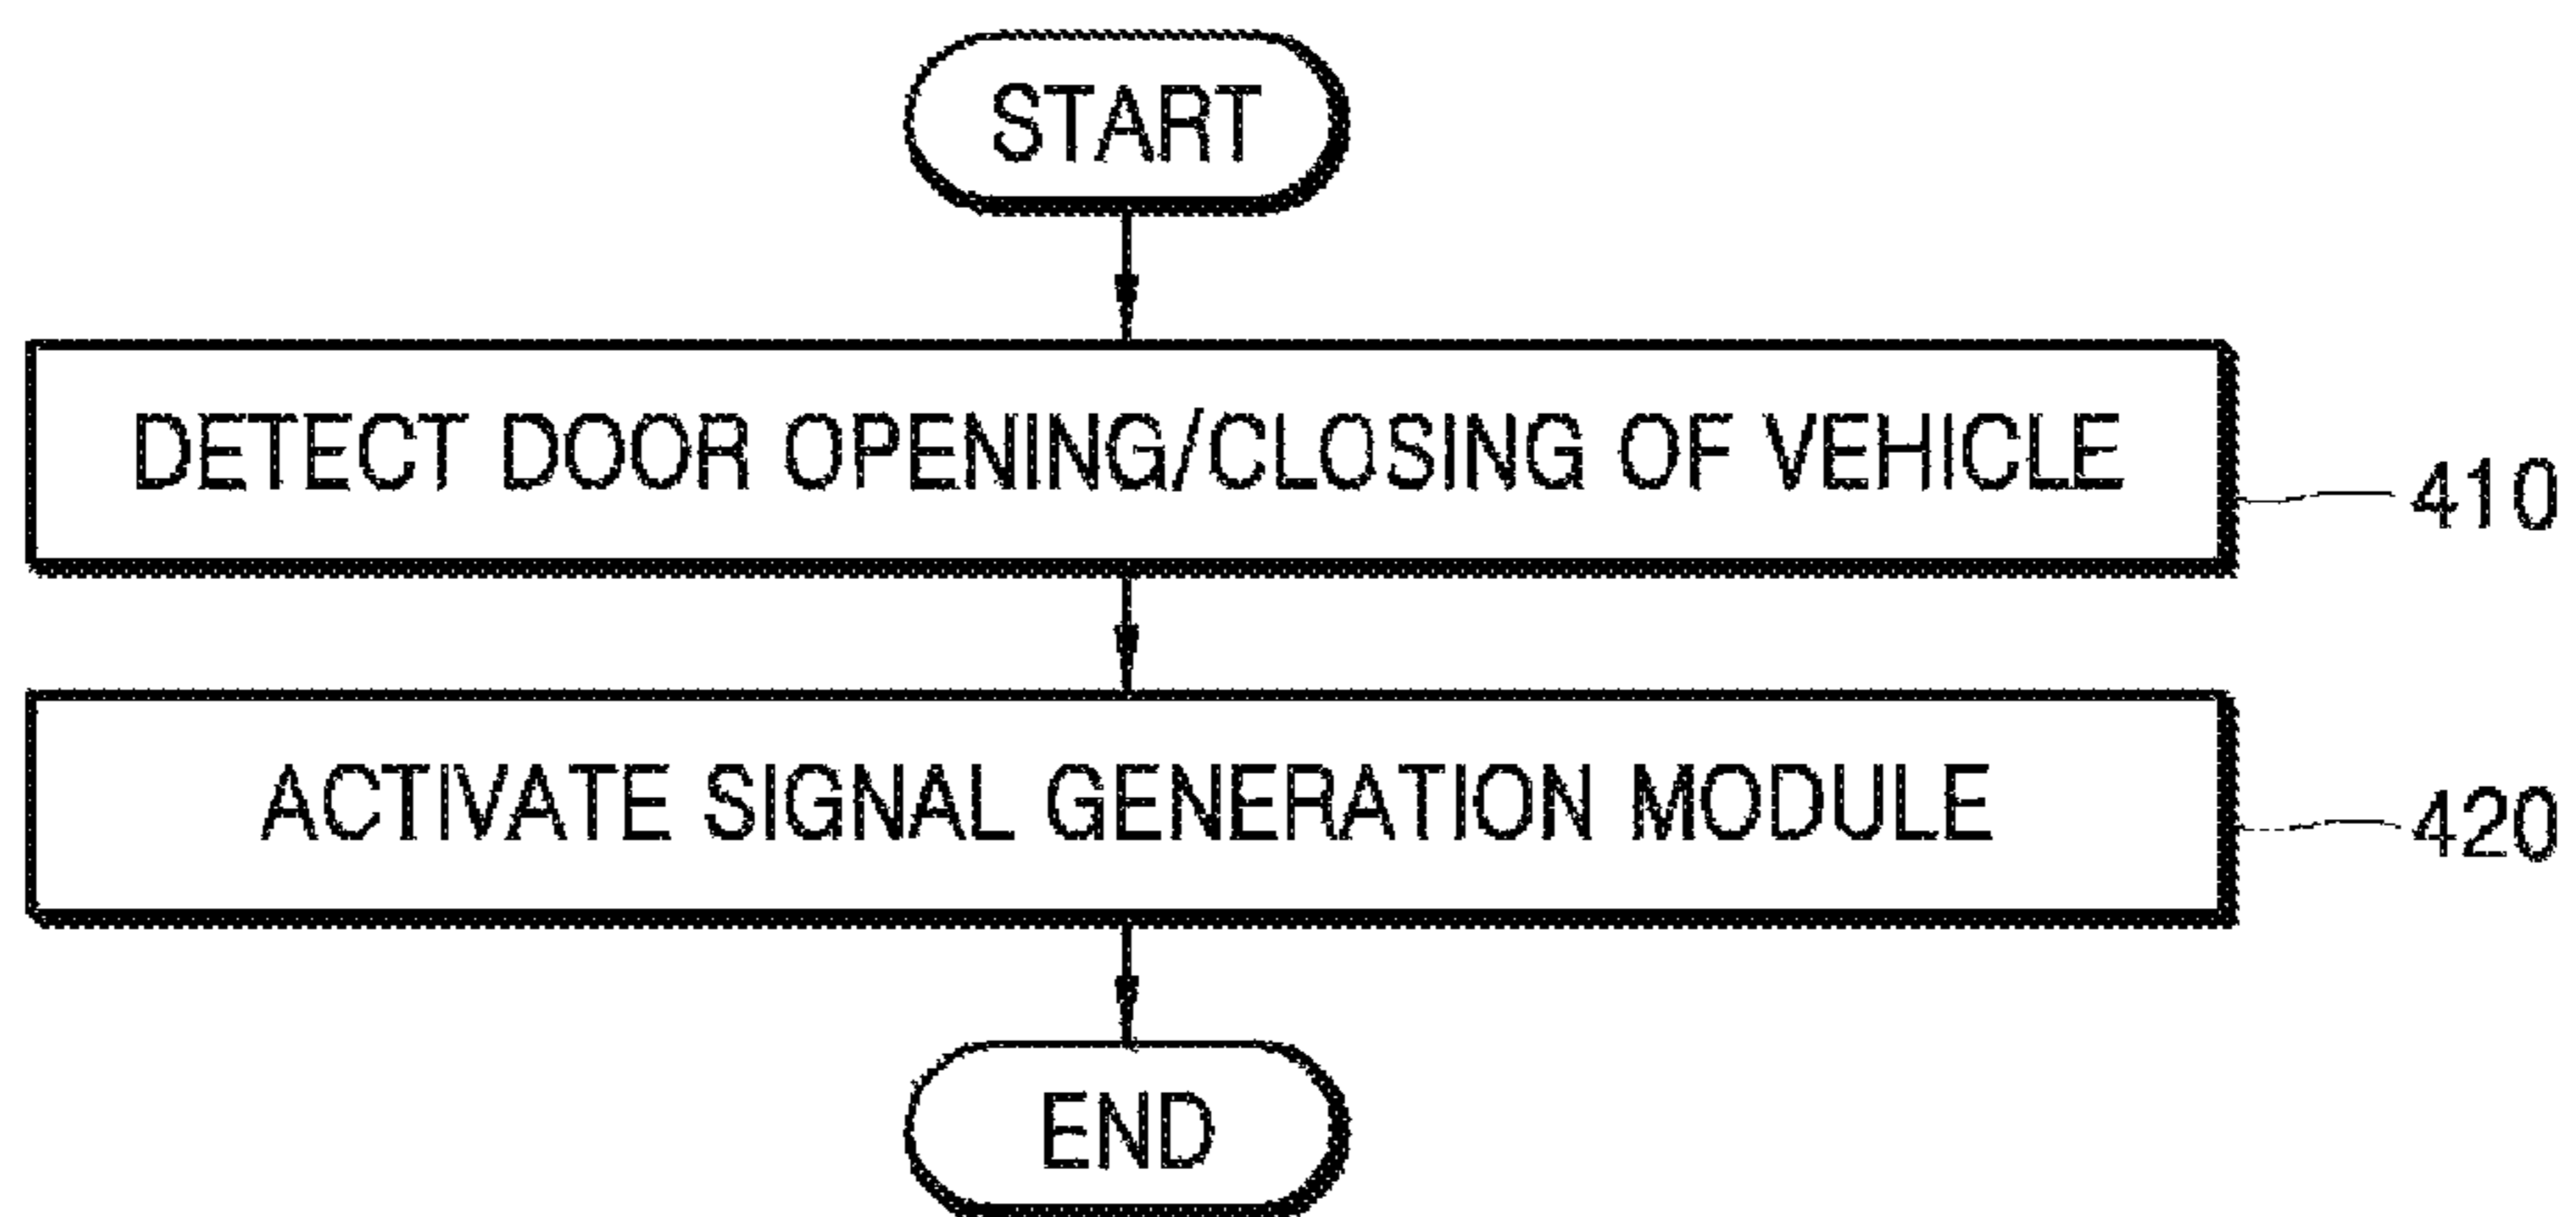 START
DETECT DOOR OPENING/CLOSING OF VEHICLE
410
ACTIVATE SIGNAL GENERATION MODULE
420
END